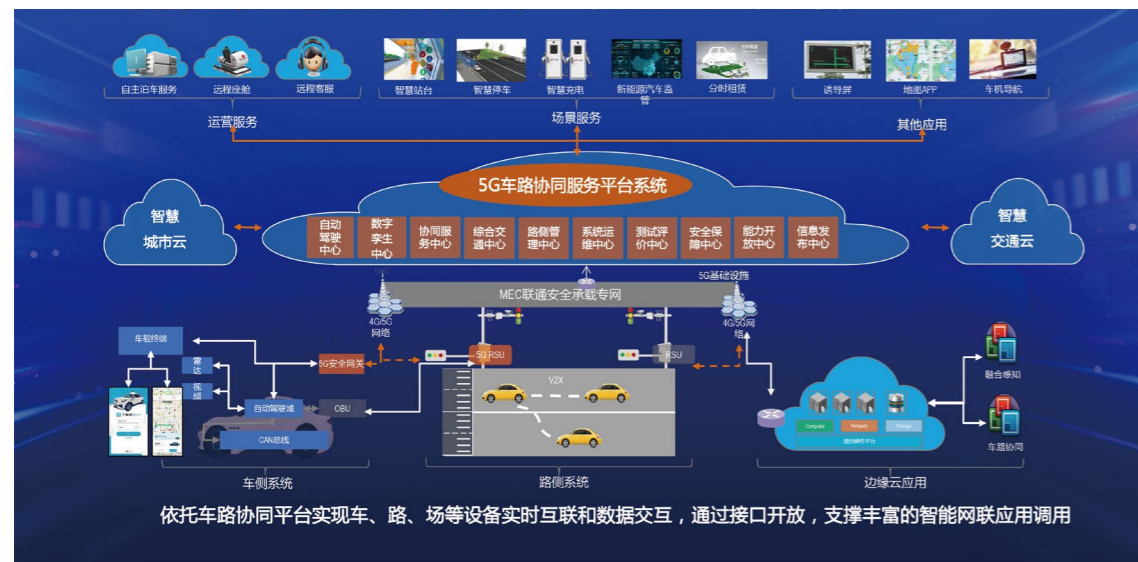 自主泊车服务 远程座舱 远程客服
智慧站台 智慧停车 智慧充电 新能源汽车监管 分时租赁
诱导屏 地图APP 车机导航
运营服务 场景服务 其他应用
5G车路协同服务平台系统
智慧
城市云
智慧
交通云
自动
驾驶
中心
数字
孪生
中心
协同服
务中心
综合交
通中心
路侧管
理中心
系统运
维中心
测试评
价中心
安全保
障中心
能力开
放中心
信息发
布中心
5G基础设施
MEC联通安全承载专网
4G/5G
网络
4G/5G网
络
车载终端
雷达
视频
5G安全网关
5G RSU
RSU
V2X
自动驾驶域
OBU
CAN总线
融合感知
Computer Network Storage
通用硬件平台
车路协同
车侧系统 路侧系统 边缘云应用
依托车路协同平台实现车、路、场等设备实时互联和数据交互，通过接口开放，支撑丰富的智能网联应用调用